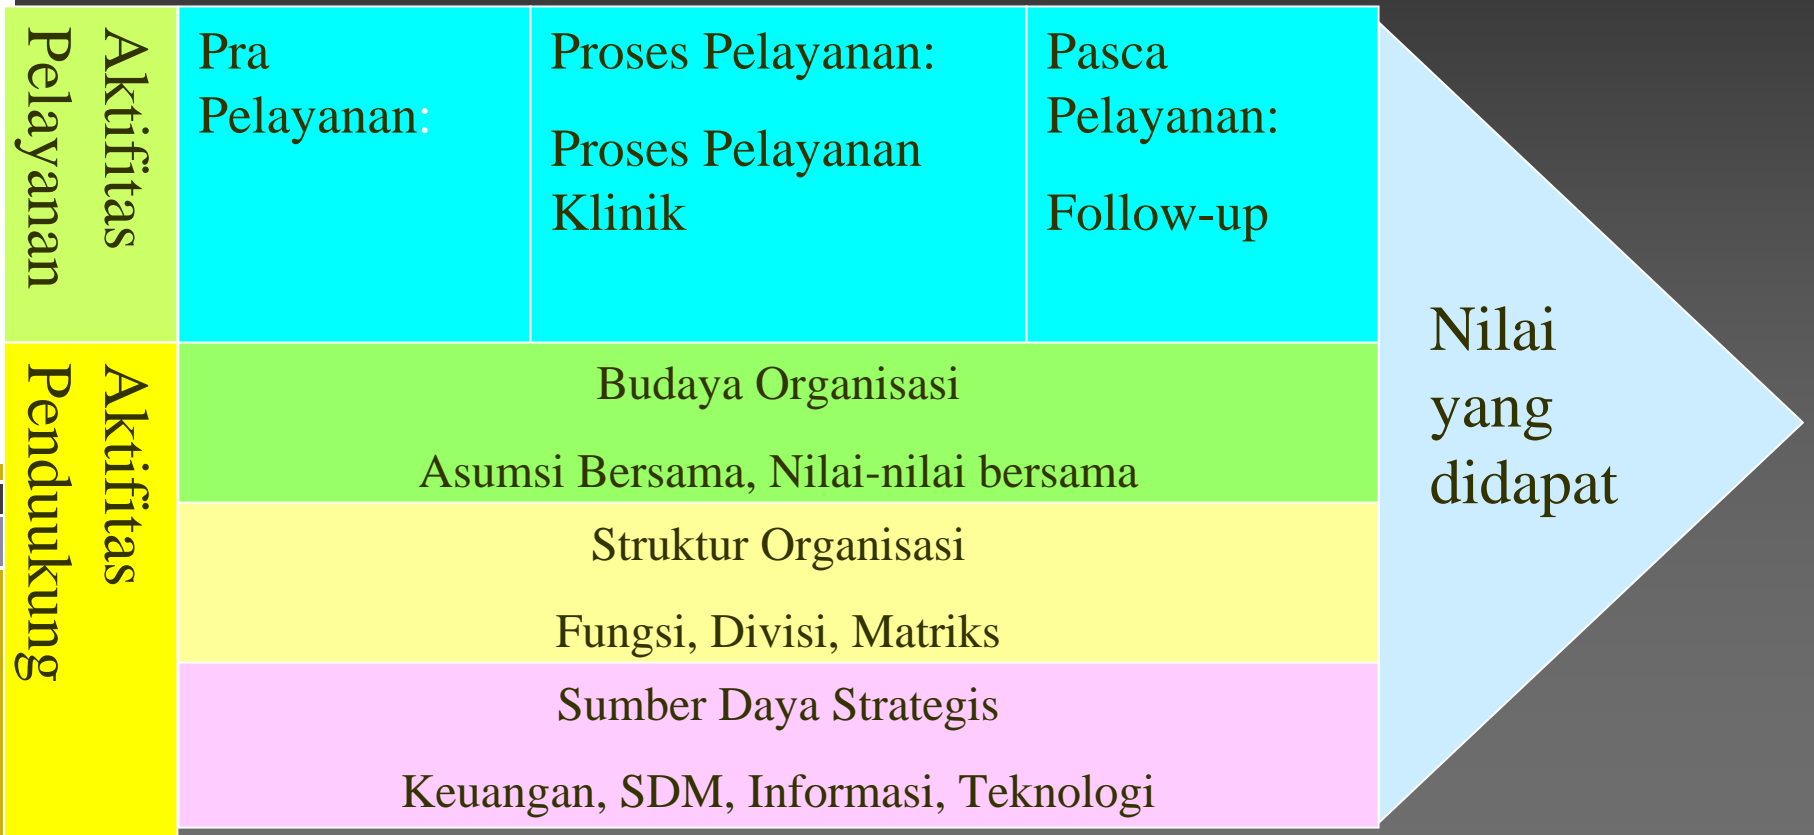 Aktifitas
Pelayanan
Pra
Pelayanan:
Proses Pelayanan:
Proses Pelayanan
Klinik
Pasca
Pelayanan:
Follow-up
Aktifitas
Penduukung
Budaya Organisasi
Asumsi Bersama, Nilai-nilai bersama
Struktur Organisasi
Fungsi, Divisi, Matriks
Sumber Daya Strategis
Keuangan, SDM, Informasi, Teknologi
Nilai
yang
didapat